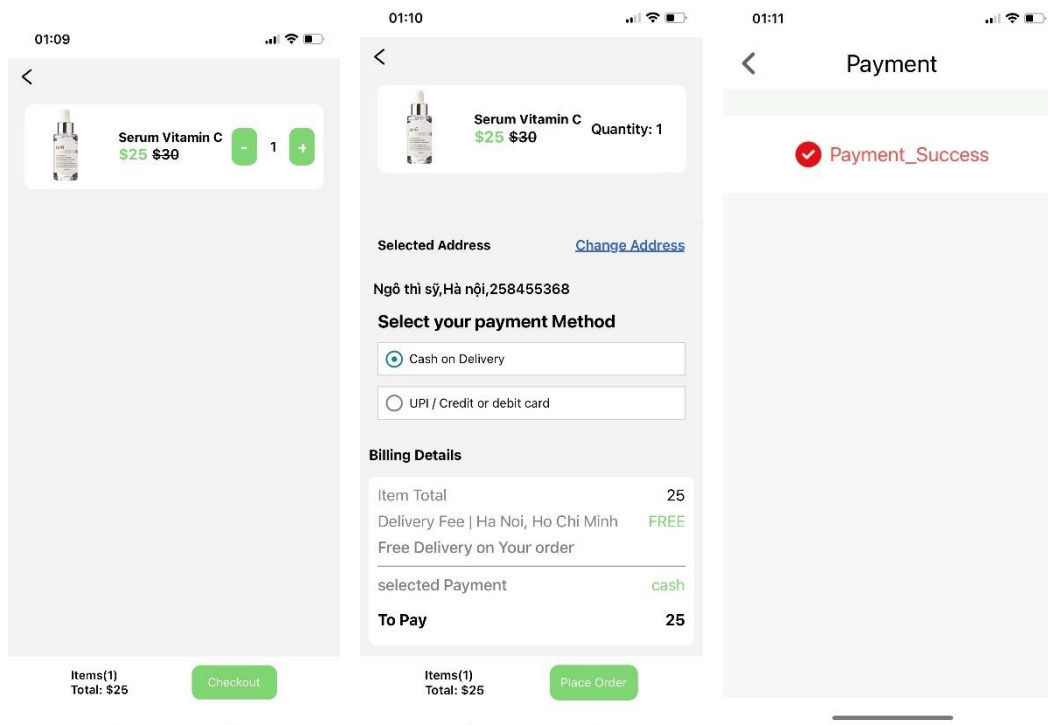 01:09
Serum Vitamin C
$25 $30
- 1 +
Items(1)
Total: $25
Checkout
01:10
Serum Vitamin C
$25 $30
Quantity: 1
Selected Address
Change Address
Ngô thì sỹ,Hà nội,258455368
Select your payment Method
Cash on Delivery
UPI / Credit or debit card
Billing Details
Item Total 25
Delivery Fee | Ha Noi, Ho Chi Minh FREE
Free Delivery on Your order
selected Payment cash
To Pay 25
Items(1)
Total: $25
Place Order
01:11
Payment
Payment_Success